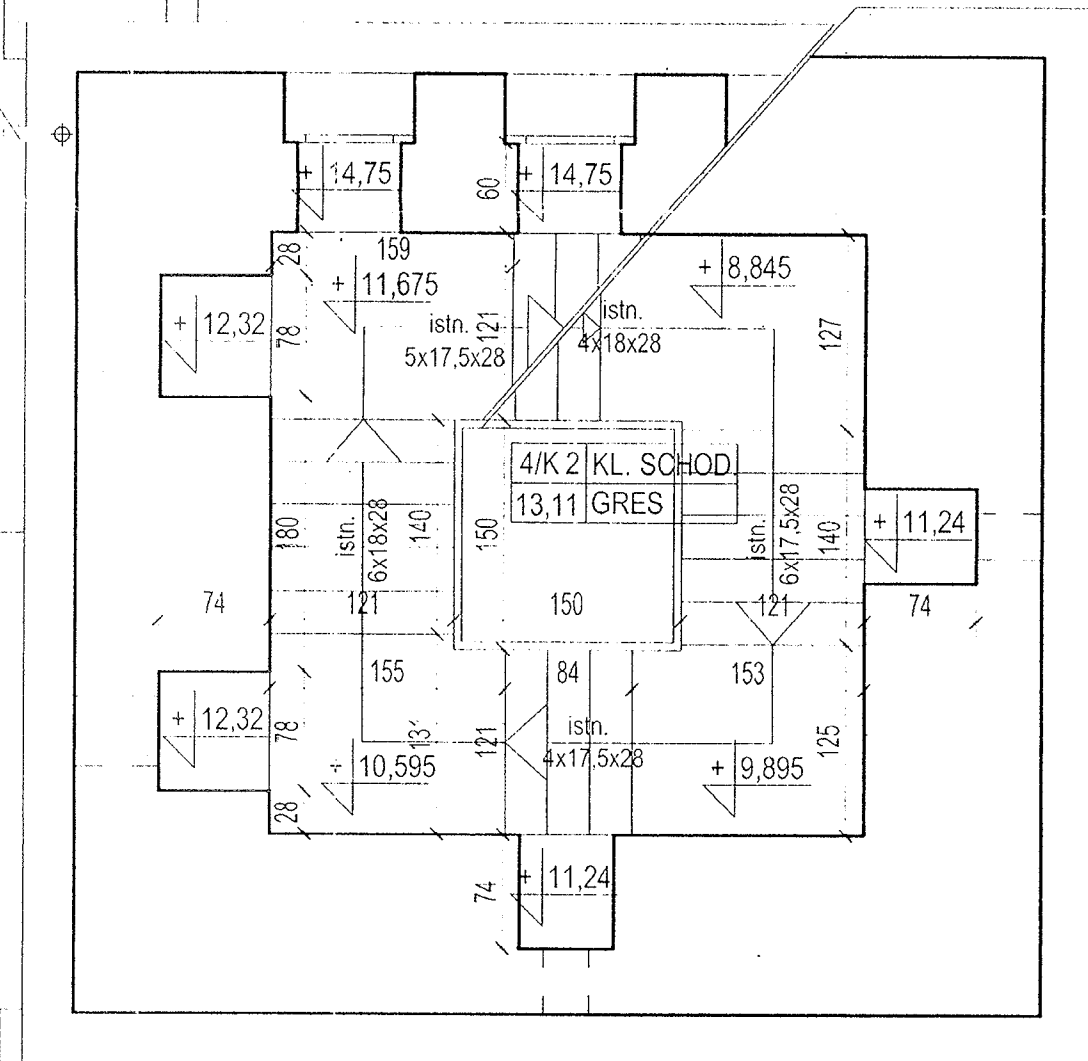 + 14,75
60
+ 14,75
28
159
+ 11,675
+ 8,845
+ 12,32
78
istn.
5x17,5x28
121
istn.
4x18x28
127
4/K 2 KL. SCHOD.
13,11 GRES
180
istn.
6x18x28
140
150
istn.
6x17,5x28
140
+ 11,24
74
121
150
121
74
155
84
153
+ 12,32
78
131
121
istn.
4x17,5x28
125
+ 10,595
+ 9,895
28
74
+ 11,24